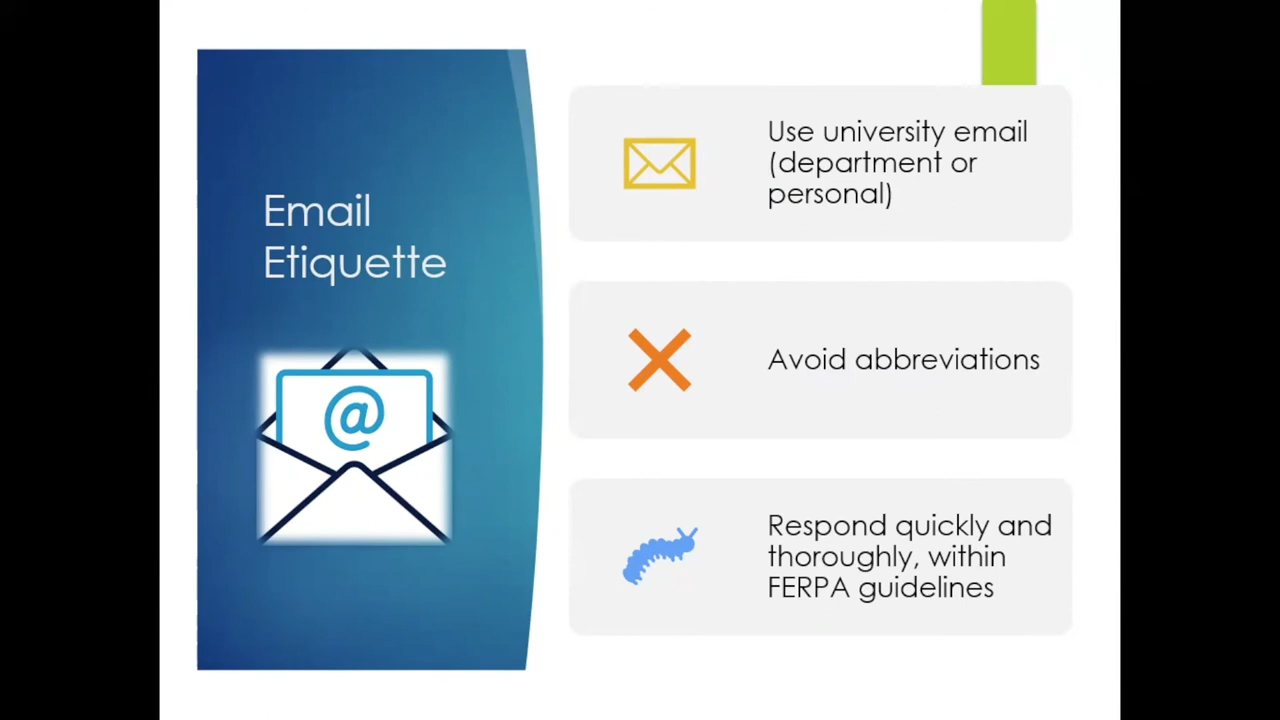 Email
Etiquette
@
Use university email
(department or
personal)
Avoid abbreviations
Respond quickly and
thoroughly, within
FERPA guidelines